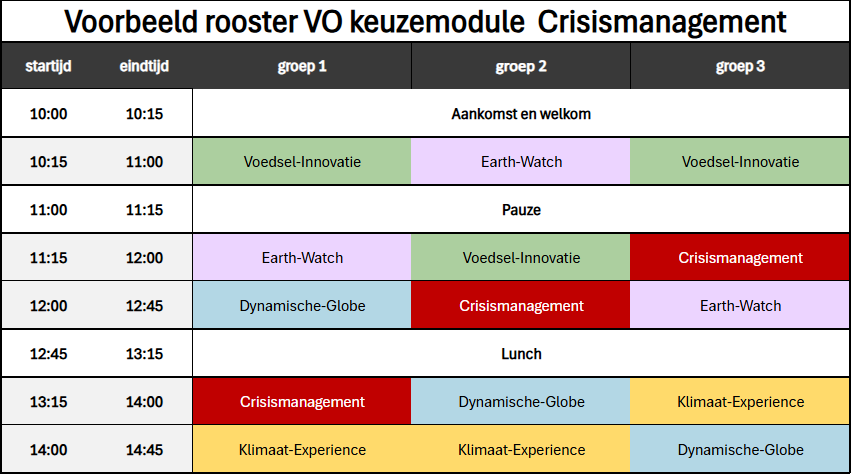 Voorbeeld rooster VO keuzemodule  Crisismanagement
startijd eindtijd groep 1 groep 2 groep 3
10:00 10:15 Aankomst en welkom
10:15 11:00 Voedsel-Innovatie Earth-Watch Voedsel-Innovatie
11:00 11:15 Pauze
11:15 12:00 Earth-Watch Voedsel-Innovatie Crisismanagement
12:00 12:45 Dynamische-Globe Crisismanagement Earth-Watch
12:45 13:15 Lunch
13:15 14:00 Crisismanagement Dynamische-Globe Klimaat-Experience
14:00 14:45 Klimaat-Experience Klimaat-Experience Dynamische-Globe